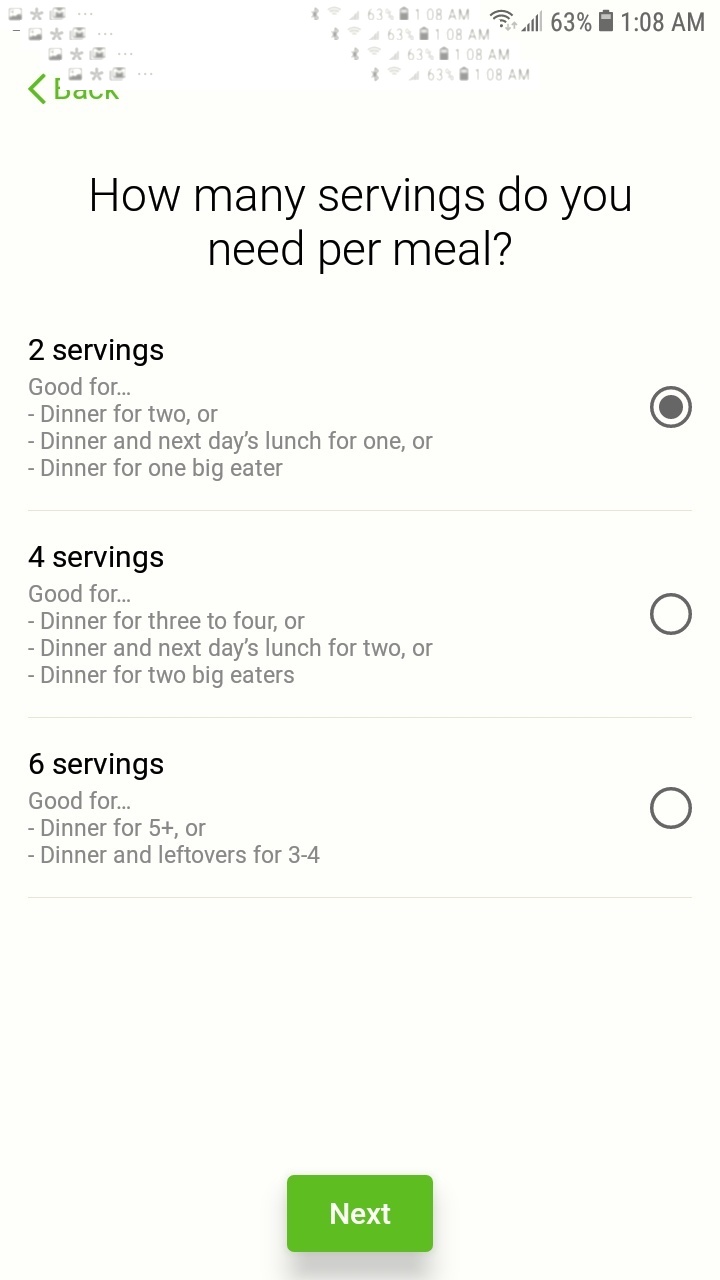 63% 1:08 AM
63% 1 08 AM
63% 1 08 AM
63% 1 08 AM
63% 1 08 AM
Back
How many servings do you
need per meal?
2 servings
Good for…
- Dinner for two, or
- Dinner and next day’s lunch for one, or
- Dinner for one big eater
4 servings
Good for…
- Dinner for three to four, or
- Dinner and next day’s lunch for two, or
- Dinner for two big eaters
6 servings
Good for…
- Dinner for 5+, or
- Dinner and leftovers for 3-4
Next